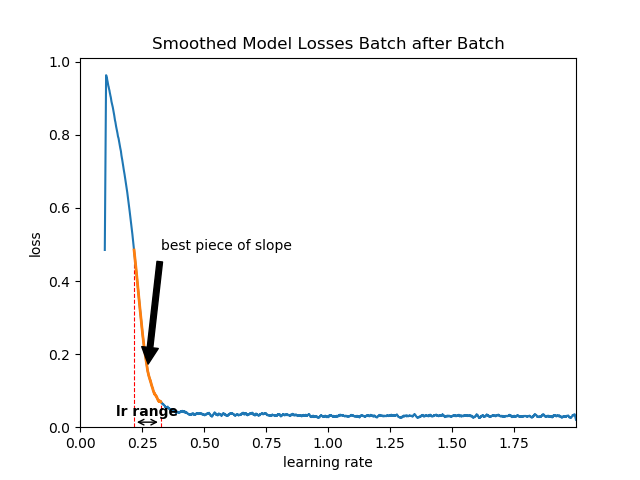 Smoothed Model Losses Batch after Batch
1.0
0.8
0.6
0.4
0.2
0.0
loss
best piece of slope
lr range
0.00 0.25 0.50 0.75 1.00 1.25 1.50 1.75
learning rate